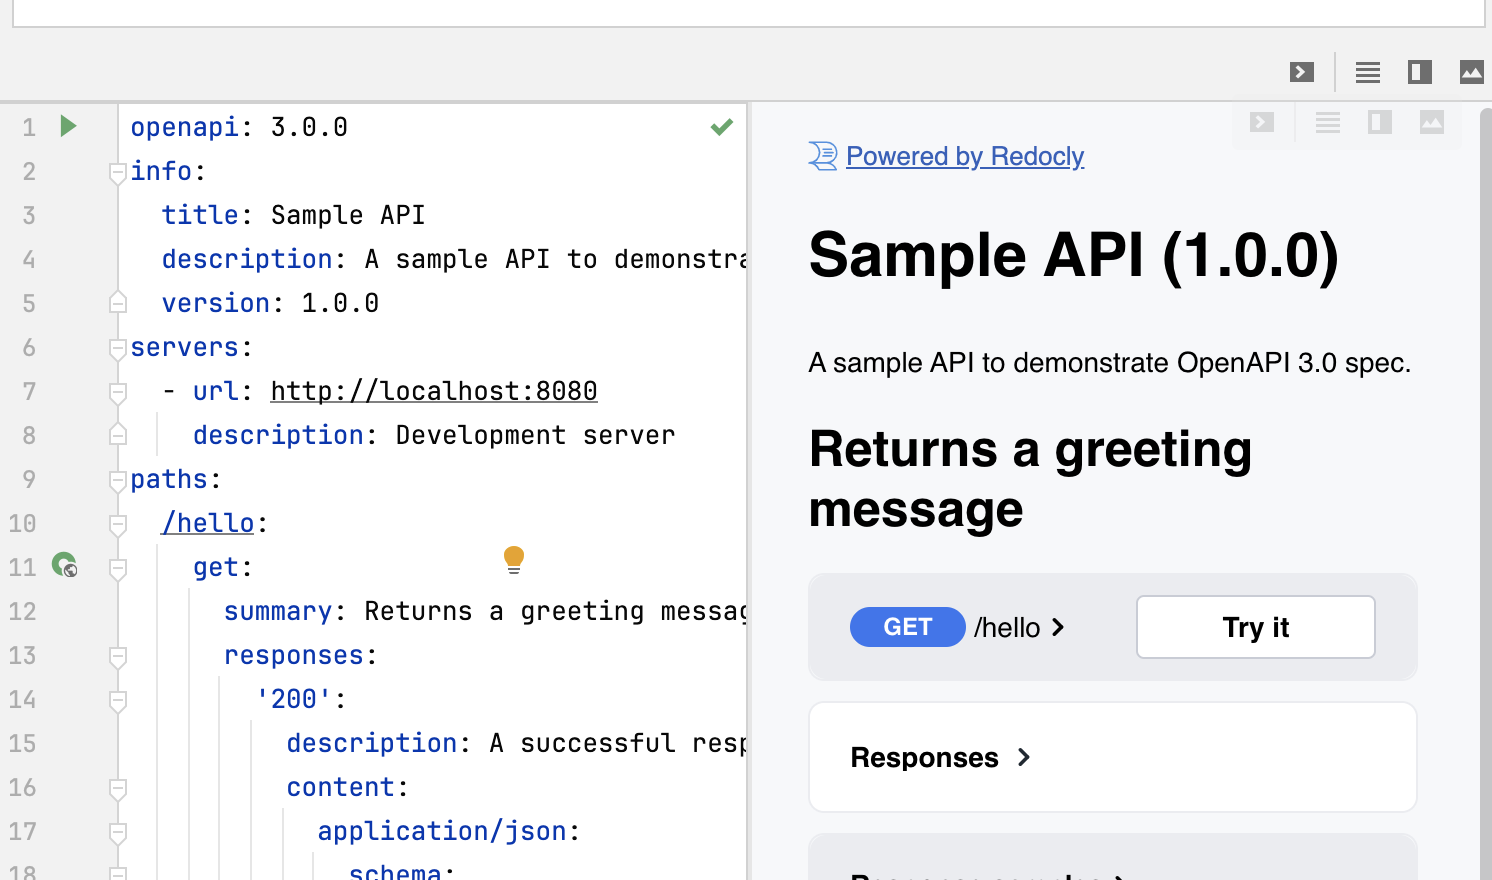 1 openapi: 3.0.0
2 info:
3 title: Sample API
4 description: A sample API to
5 version: 1.0.0
6 servers:
7 - url: http://localhost:8080
8 description: Development server
9 paths:
10 /hello:
11 get:
12 summary: Returns a greeting
13 responses:
14 '200':
15 description: A successful
16 content:
17 application/json:
18 schema:
Powered by Redocly
Sample API (1.0.0)
A sample API to demonstrate OpenAPI 3.0 spec.
Returns a greeting
message
GET /hello Try it
Responses